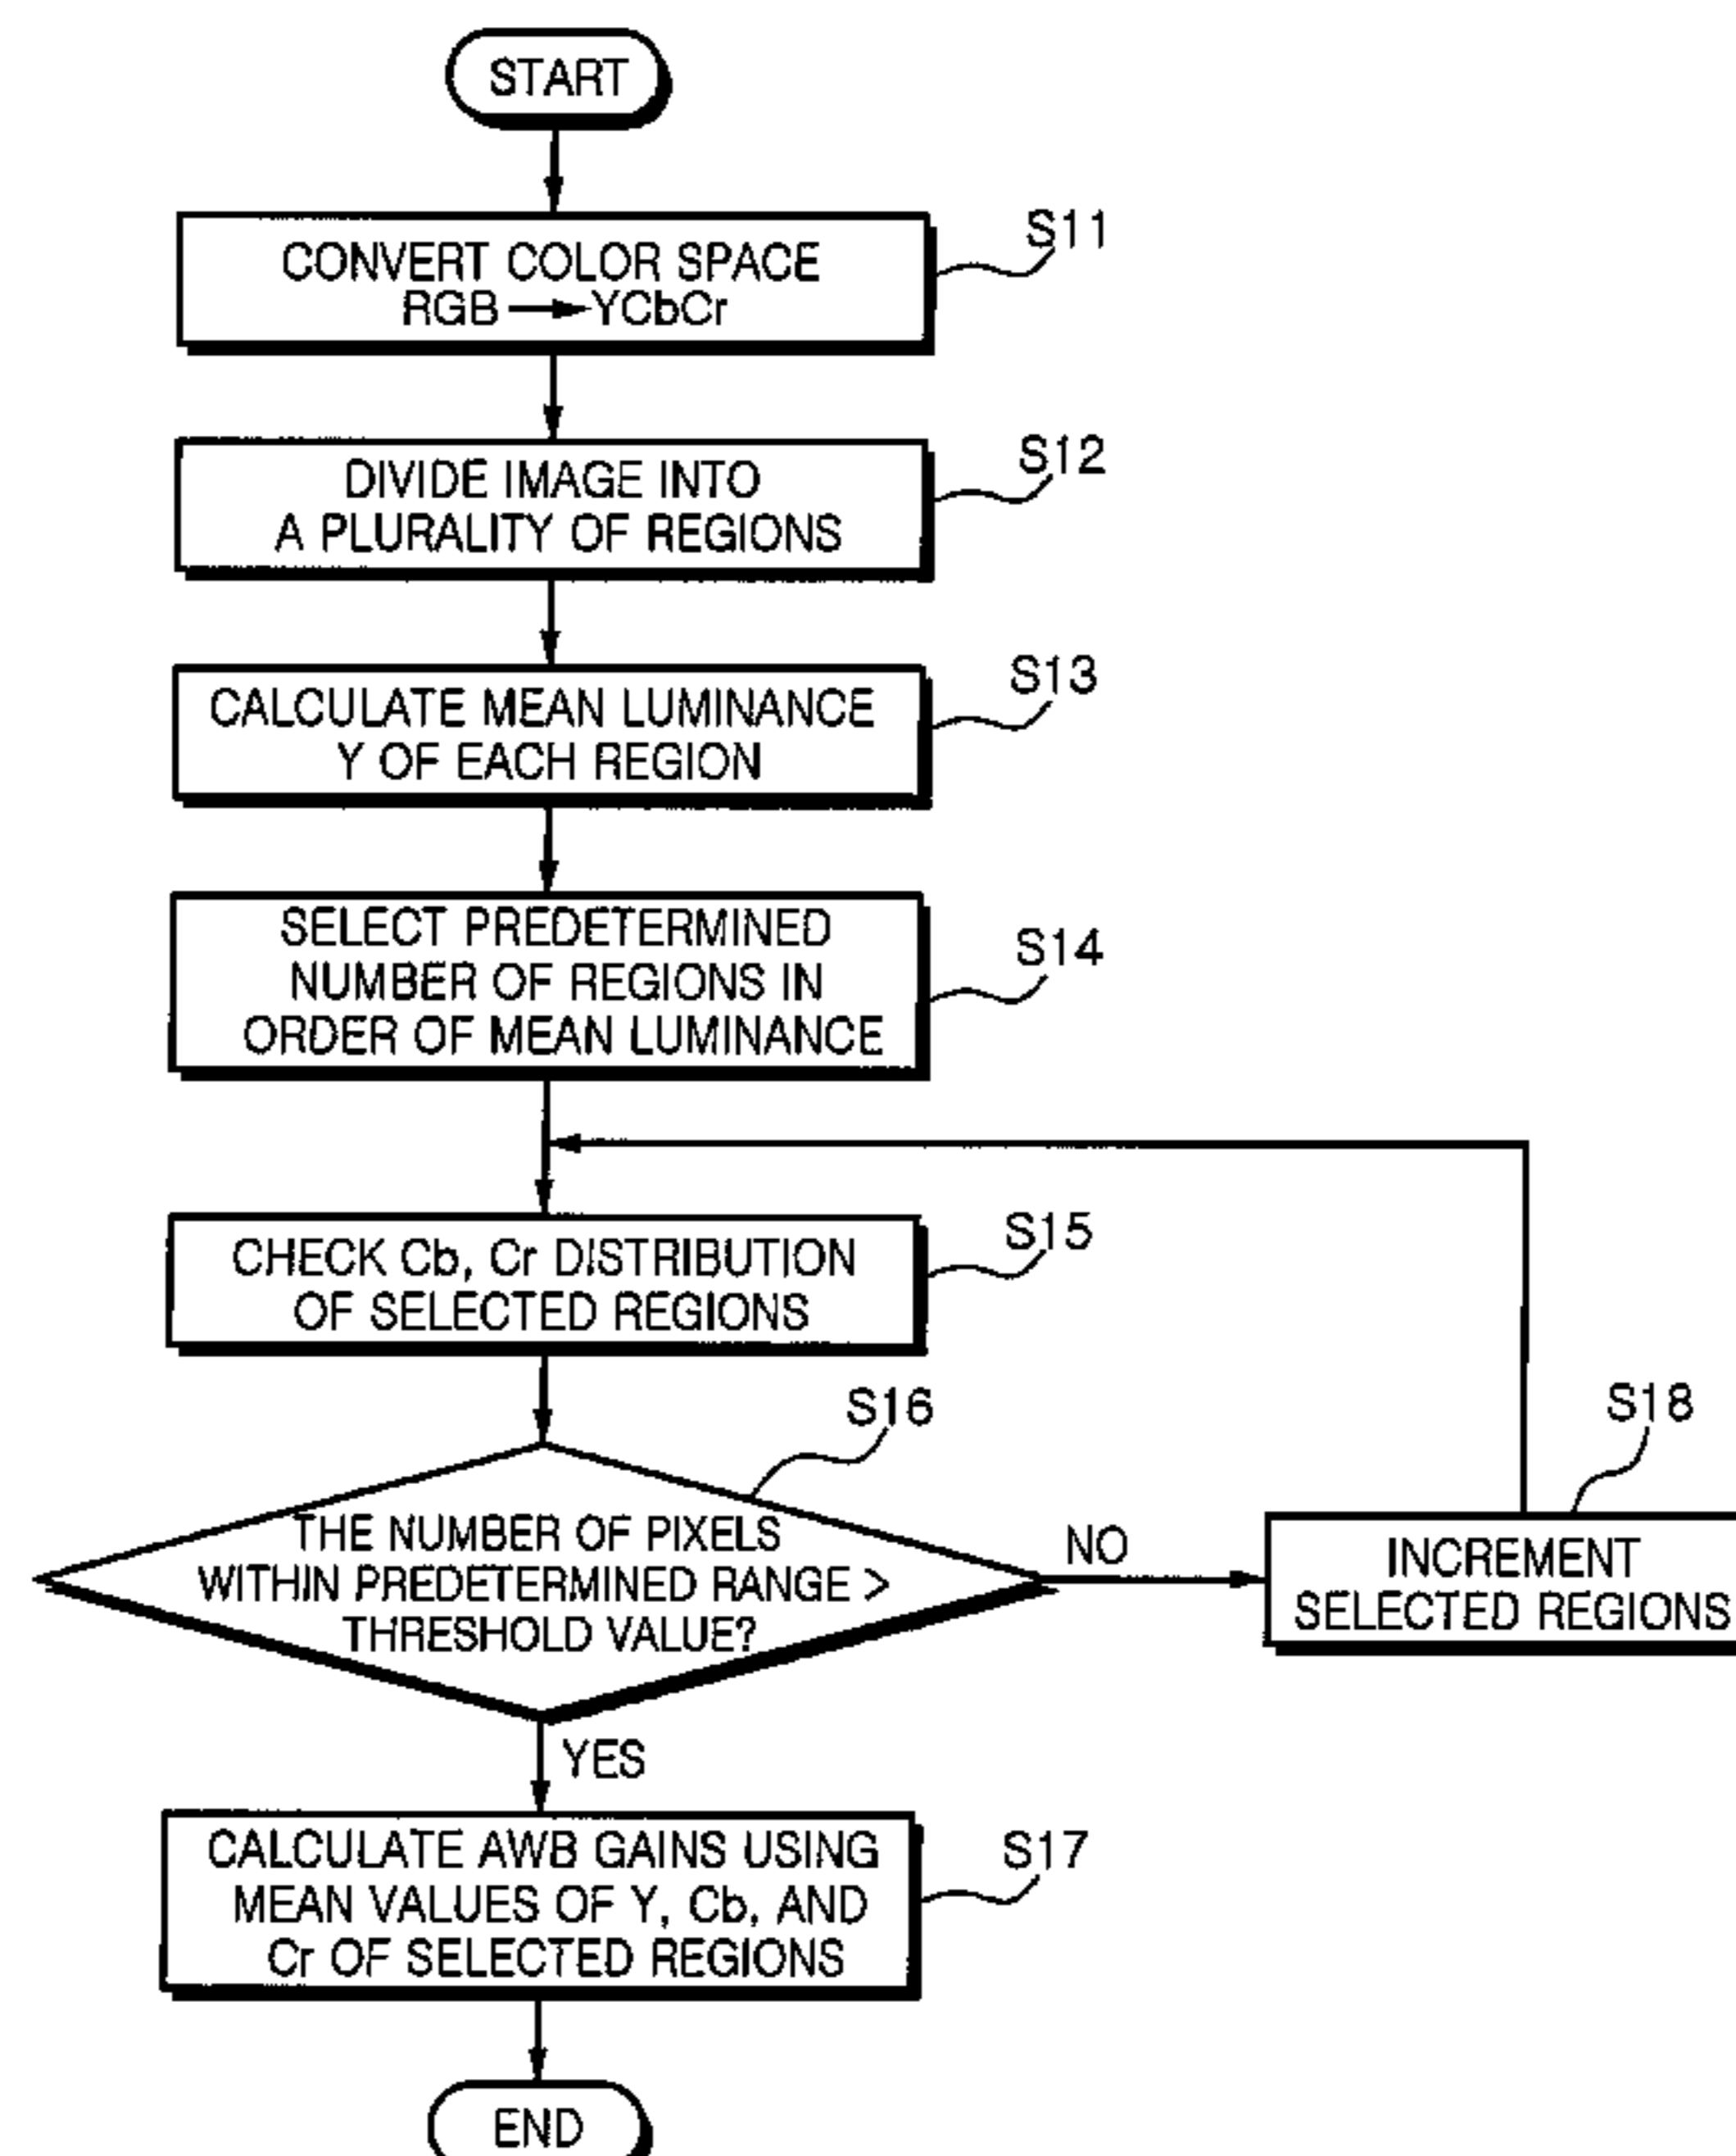 START
S11
CONVERT COLOR SPACE
RGB → YCbCr
S12
DIVIDE IMAGE INTO
A PLURALITY OF REGIONS
S13
CALCULATE MEAN LUMINANCE
Y OF EACH REGION
S14
SELECT PREDETERMINED
NUMBER OF REGIONS IN
ORDER OF MEAN LUMINANCE
S15
CHECK Cb, Cr DISTRIBUTION
OF SELECTED REGIONS
S16
THE NUMBER OF PIXELS
WITHIN PREDETERMINED RANGE >
THRESHOLD VALUE?
NO
S18
INCREMENT
SELECTED REGIONS
YES
S17
CALCULATE AWB GAINS USING
MEAN VALUES OF Y, Cb, AND
Cr OF SELECTED REGIONS
END